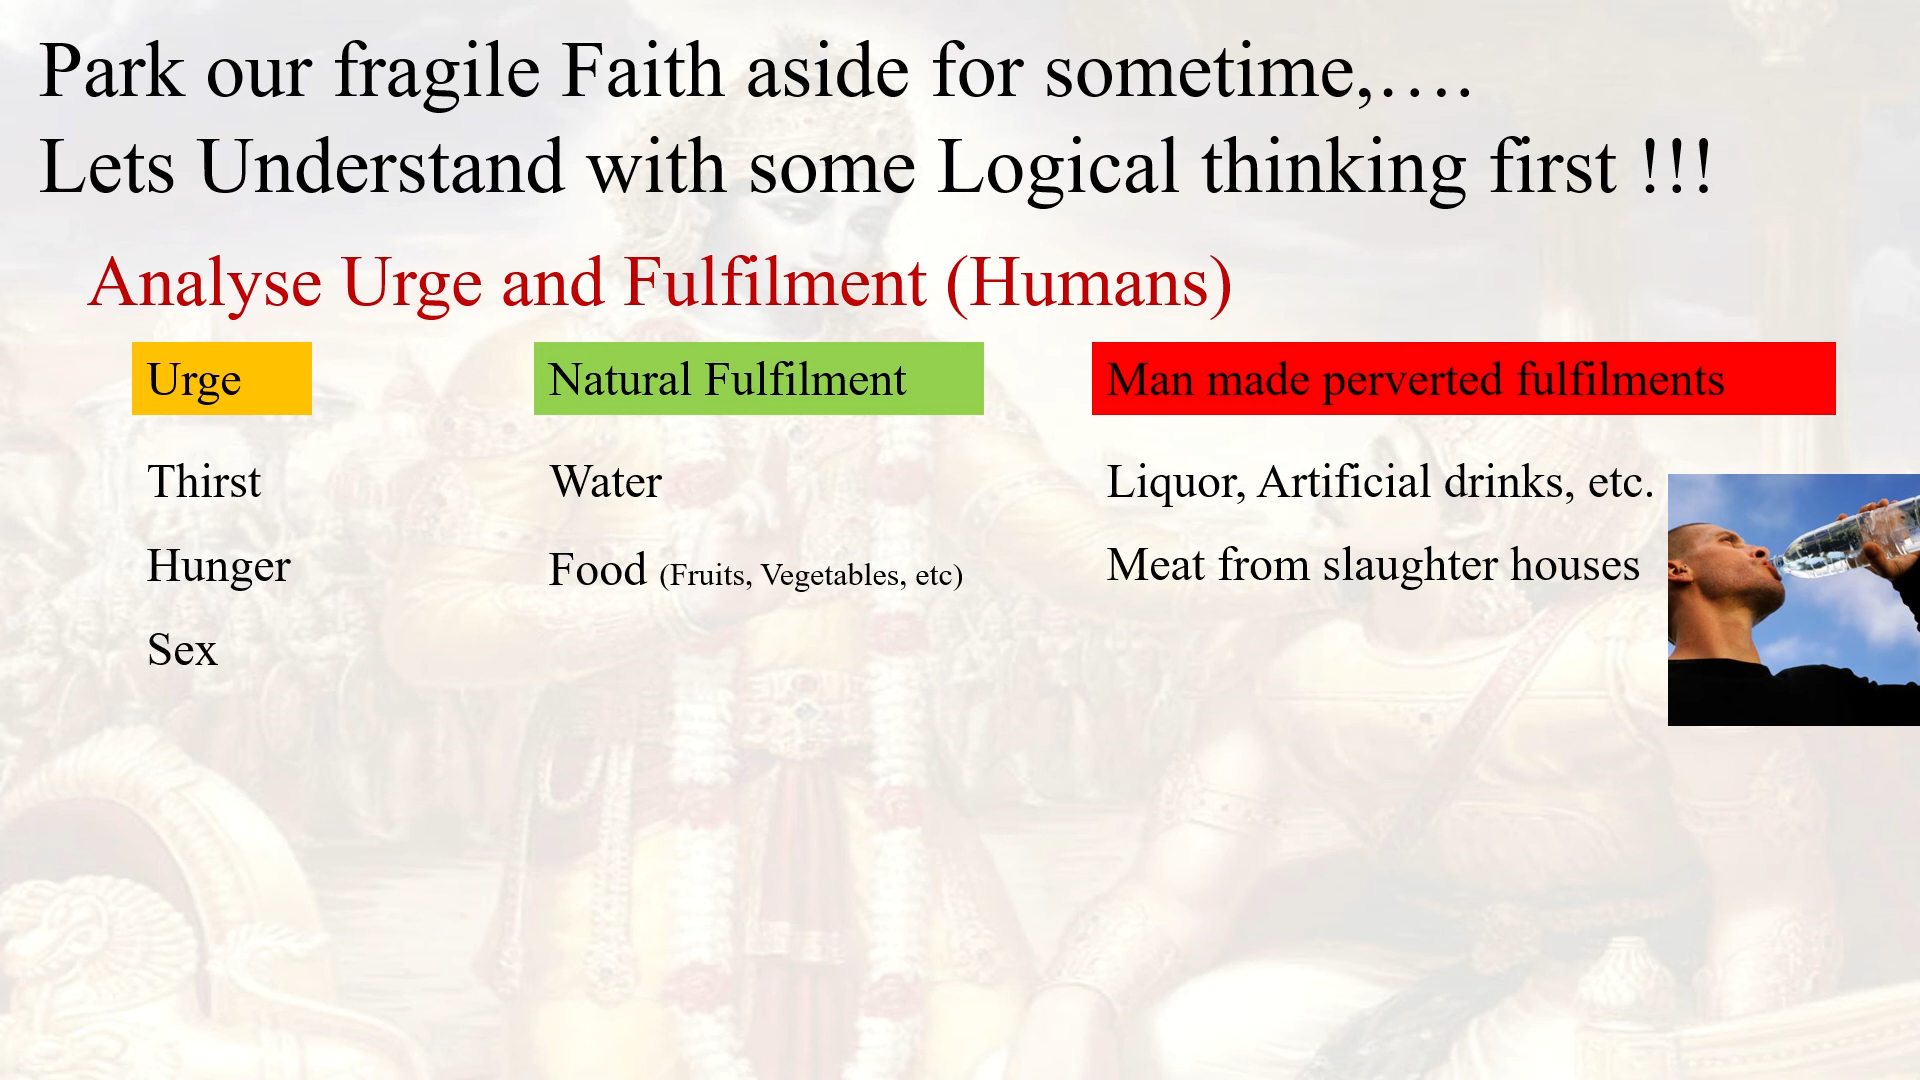 Park our fragile Faith aside for sometime,….
Lets Understand with some Logical thinking first !!!
Analyse Urge and Fulfilment (Humans)
Urge Natural Fulfilment Man made perverted fulfilments
Thirst Water Liquor, Artificial drinks, etc.
Hunger Food (Fruits, Vegetables, etc) Meat from slaughter houses
Sex